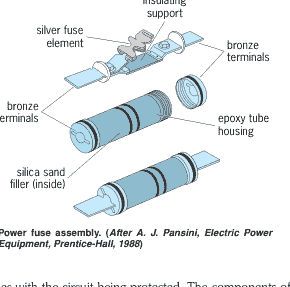 insulating
support
silver fuse
element
bronze
terminals
bronze
terminals
epoxy tube
housing
silica sand
filler (inside)
Power fuse assembly. (After A. J. Pansini, Electric Power
Equipment, Prentice-Hall, 1988)
with the circuit being protected. The components of